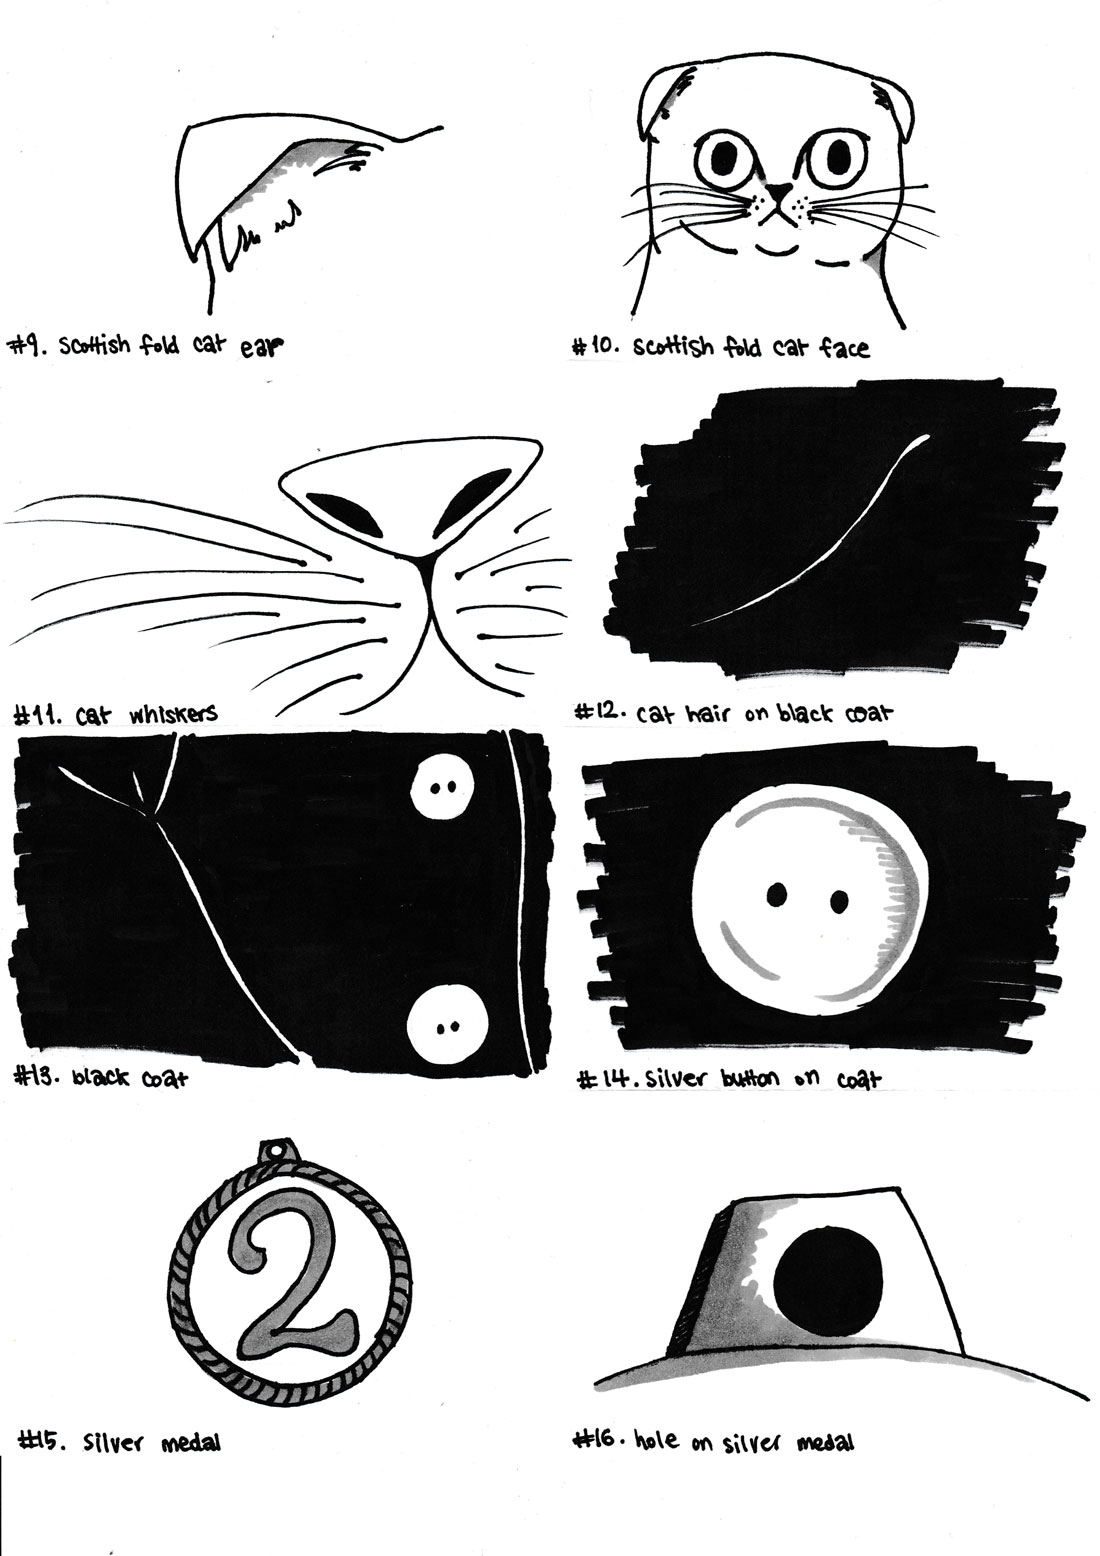 #9. scottish fold cat ear
#10. scottish fold cat face
#11. cat whiskers
#12. cat hair on black coat
#13. black coat
#14. silver button on coat
2
#15. silver medal
#16. hole on silver medal